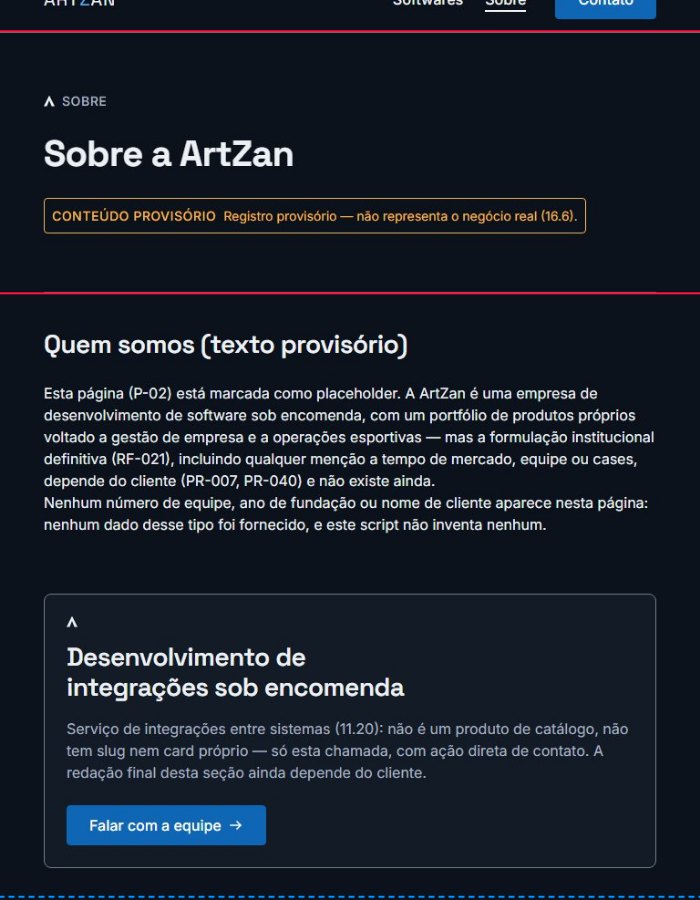 ARTZAN
Softwares Sobre Contato
SOBRE
Sobre a ArtZan
CONTEÚDO PROVISÓRIO Registro provisório — não representa o negócio real (16.6).
Quem somos (texto provisório)
Esta página (P-02) está marcada como placeholder. A ArtZan é uma empresa de
desenvolvimento de software sob encomenda, com um portfólio de produtos próprios
voltado a gestão de empresa e a operações esportivas — mas a formulação institucional
definitiva (RF-021), incluindo qualquer menção a tempo de mercado, equipe ou cases,
depende do cliente (PR-007, PR-040) e não existe ainda.
Nenhum número de equipe, ano de fundação ou nome de cliente aparece nesta página:
nenhum dado desse tipo foi fornecido, e este script não inventa nenhum.
Desenvolvimento de
integrações sob encomenda
Serviço de integrações entre sistemas (11.20): não é um produto de catálogo, não
tem slug nem card próprio — só esta chamada, com ação direta de contato. A
redação final desta seção ainda depende do cliente.
Falar com a equipe →